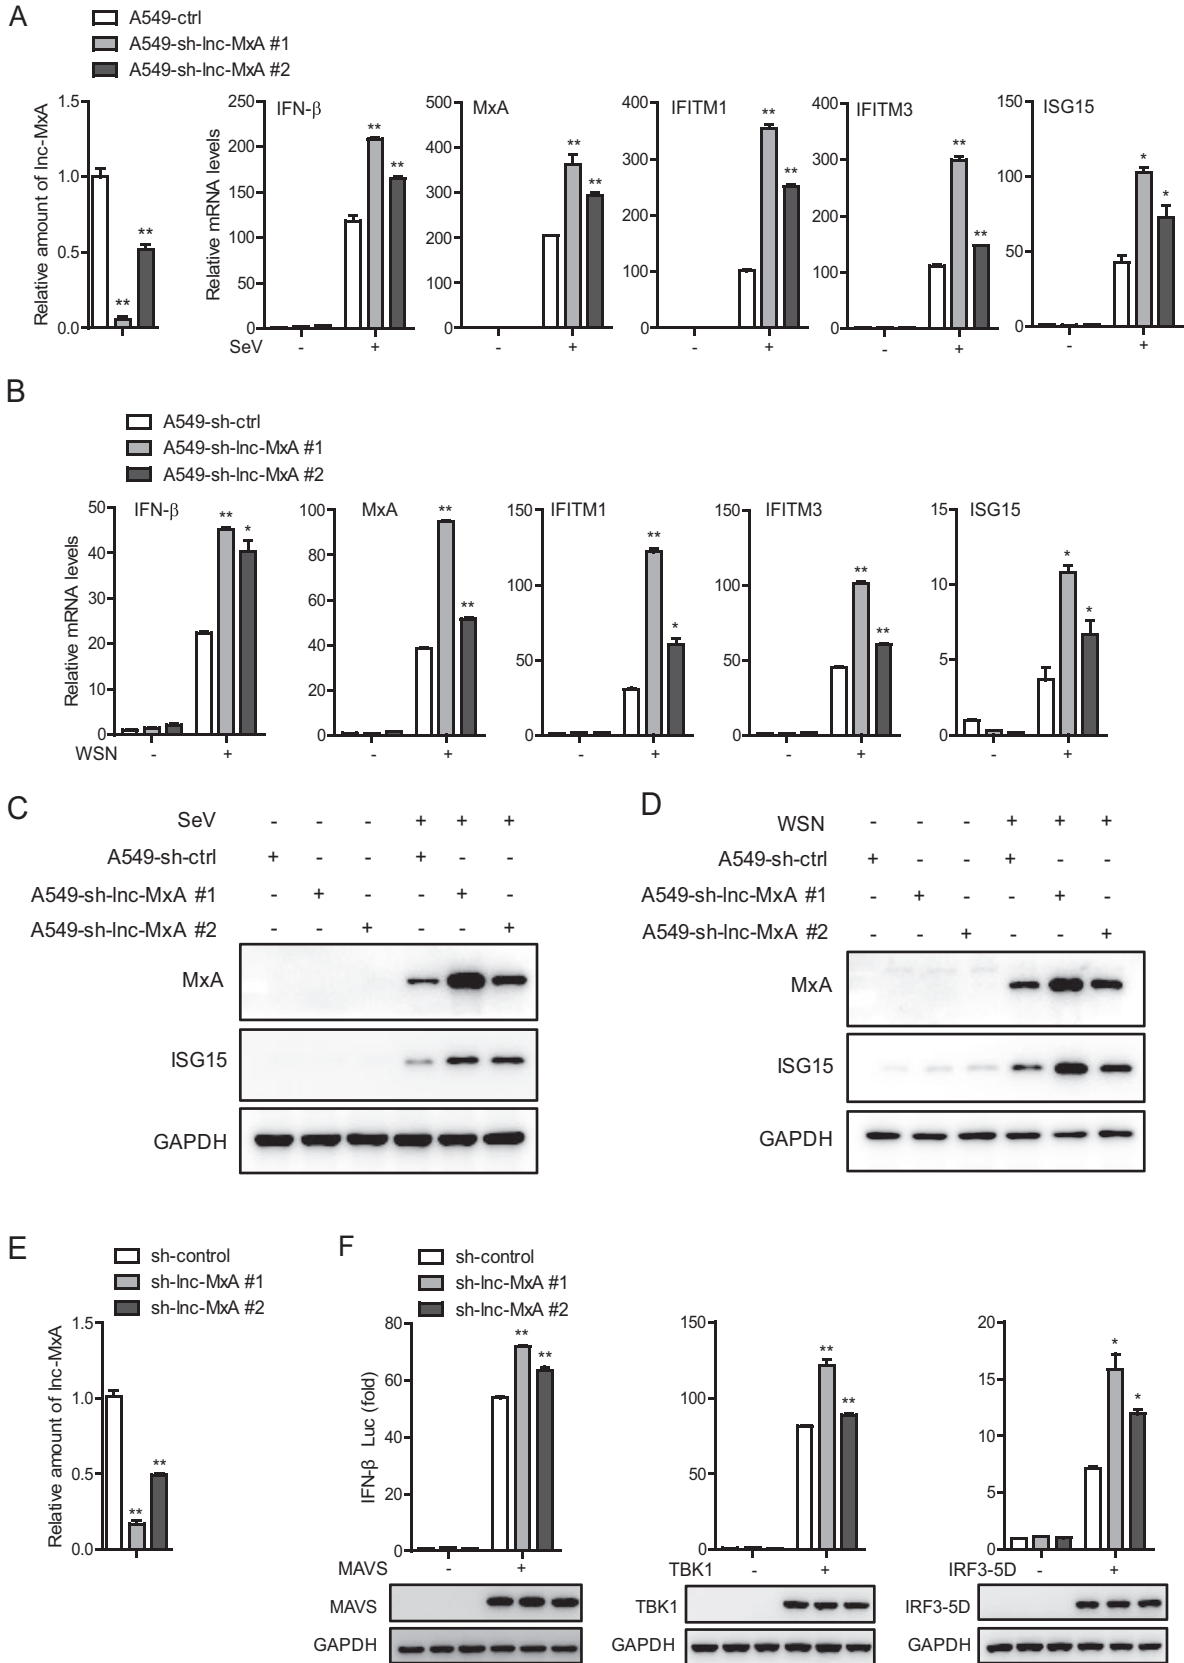 A
A549-ctrl
A549-sh-lnc-MxA #1
A549-sh-lnc-MxA #2
Relative amount of lnc-MxA
1.5
1.0
0.5
0.0
**
**
Relative mRNA levels
IFN-β
250
200
150
100
50
0
**
**
SeV - +
MxA
500
400
300
200
100
0
**
**
- +
IFITM1
400
300
200
100
0
**
**
- +
IFITM3
400
300
200
100
0
**
**
- +
ISG15
150
100
50
0
*
*
- +
B
A549-sh-ctrl
A549-sh-lnc-MxA #1
A549-sh-lnc-MxA #2
Relative mRNA levels
IFN-β
50
40
30
20
10
0
**
*
WSN - +
MxA
100
80
60
40
20
0
**
**
- +
IFITM1
150
100
50
0
**
*
- +
IFITM3
150
100
50
0
**
**
- +
ISG15
15
10
5
0
*
*
- +
C
SeV - - - + + +
A549-sh-ctrl + - - + - -
A549-sh-lnc-MxA #1 - + - - + -
A549-sh-lnc-MxA #2 - - + - - +
MxA
ISG15
GAPDH
D
WSN - - - + + +
A549-sh-ctrl + - - + - -
A549-sh-lnc-MxA #1 - + - - + -
A549-sh-lnc-MxA #2 - - + - - +
MxA
ISG15
GAPDH
E
sh-control
sh-lnc-MxA #1
sh-lnc-MxA #2
Relative amount of lnc-MxA
1.5
1.0
0.5
0.0
**
**
F
sh-control
sh-lnc-MxA #1
sh-lnc-MxA #2
IFN-β Luc (fold)
80
60
40
20
0
**
**
MAVS - +
MAVS
GAPDH
150
100
50
0
**
**
TBK1 - +
TBK1
GAPDH
20
15
10
5
0
*
*
IRF3-5D - +
IRF3-5D
GAPDH